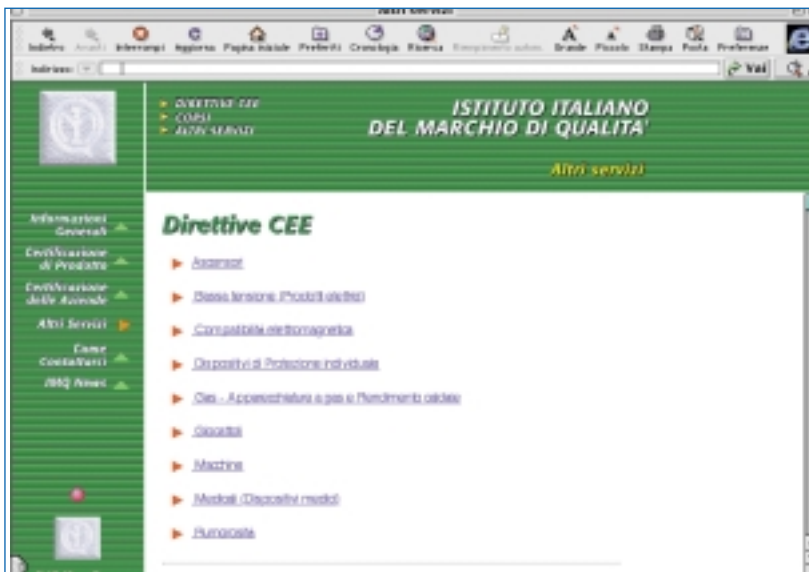 Altri servizi
Indietro Avanti Interrompi Aggiorna Pagina iniziale Preferiti Cronologia Ricerca Grande Piccolo Stampa Posta Preferenze
Indirizzo:
Vai
DIRETTIVE CEE
CORSI
ALTRI SERVIZI
ISTITUTO ITALIANO
DEL MARCHIO DI QUALITA'
Altri servizi
Informazioni
Generali
Certificazione
di Prodotto
Certificazione
delle Aziende
Altri Servizi
Come
Contattarci
IMQ News
Direttive CEE
Ascensori
Bassa tensione (Prodotti elettrici)
Compatibilità elettromagnetica
Dispositivi di Protezione individuale
Gas - Apparecchiature a gas e Rendimento caldaie
Giocattoli
Macchine
Medicali (Dispositivi medici)
Rumorosità